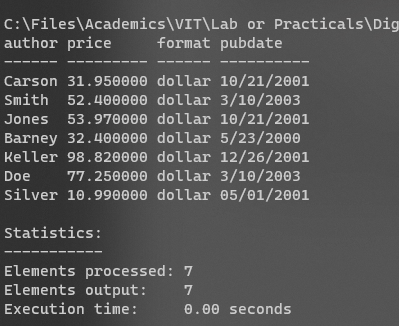 C:\Files\Academics\VIT\Lab or Practicals\Dig
author price     format pubdate
------ --------- ------ ----------
Carson 31.950000 dollar 10/21/2001
Smith  52.400000 dollar 3/10/2003
Jones  53.970000 dollar 10/21/2001
Barney 32.400000 dollar 5/23/2000
Keller 98.820000 dollar 12/26/2001
Doe    77.250000 dollar 3/10/2003
Silver 10.990000 dollar 05/01/2001
Statistics:
-----------
Elements processed: 7
Elements output:    7
Execution time:     0.00 seconds